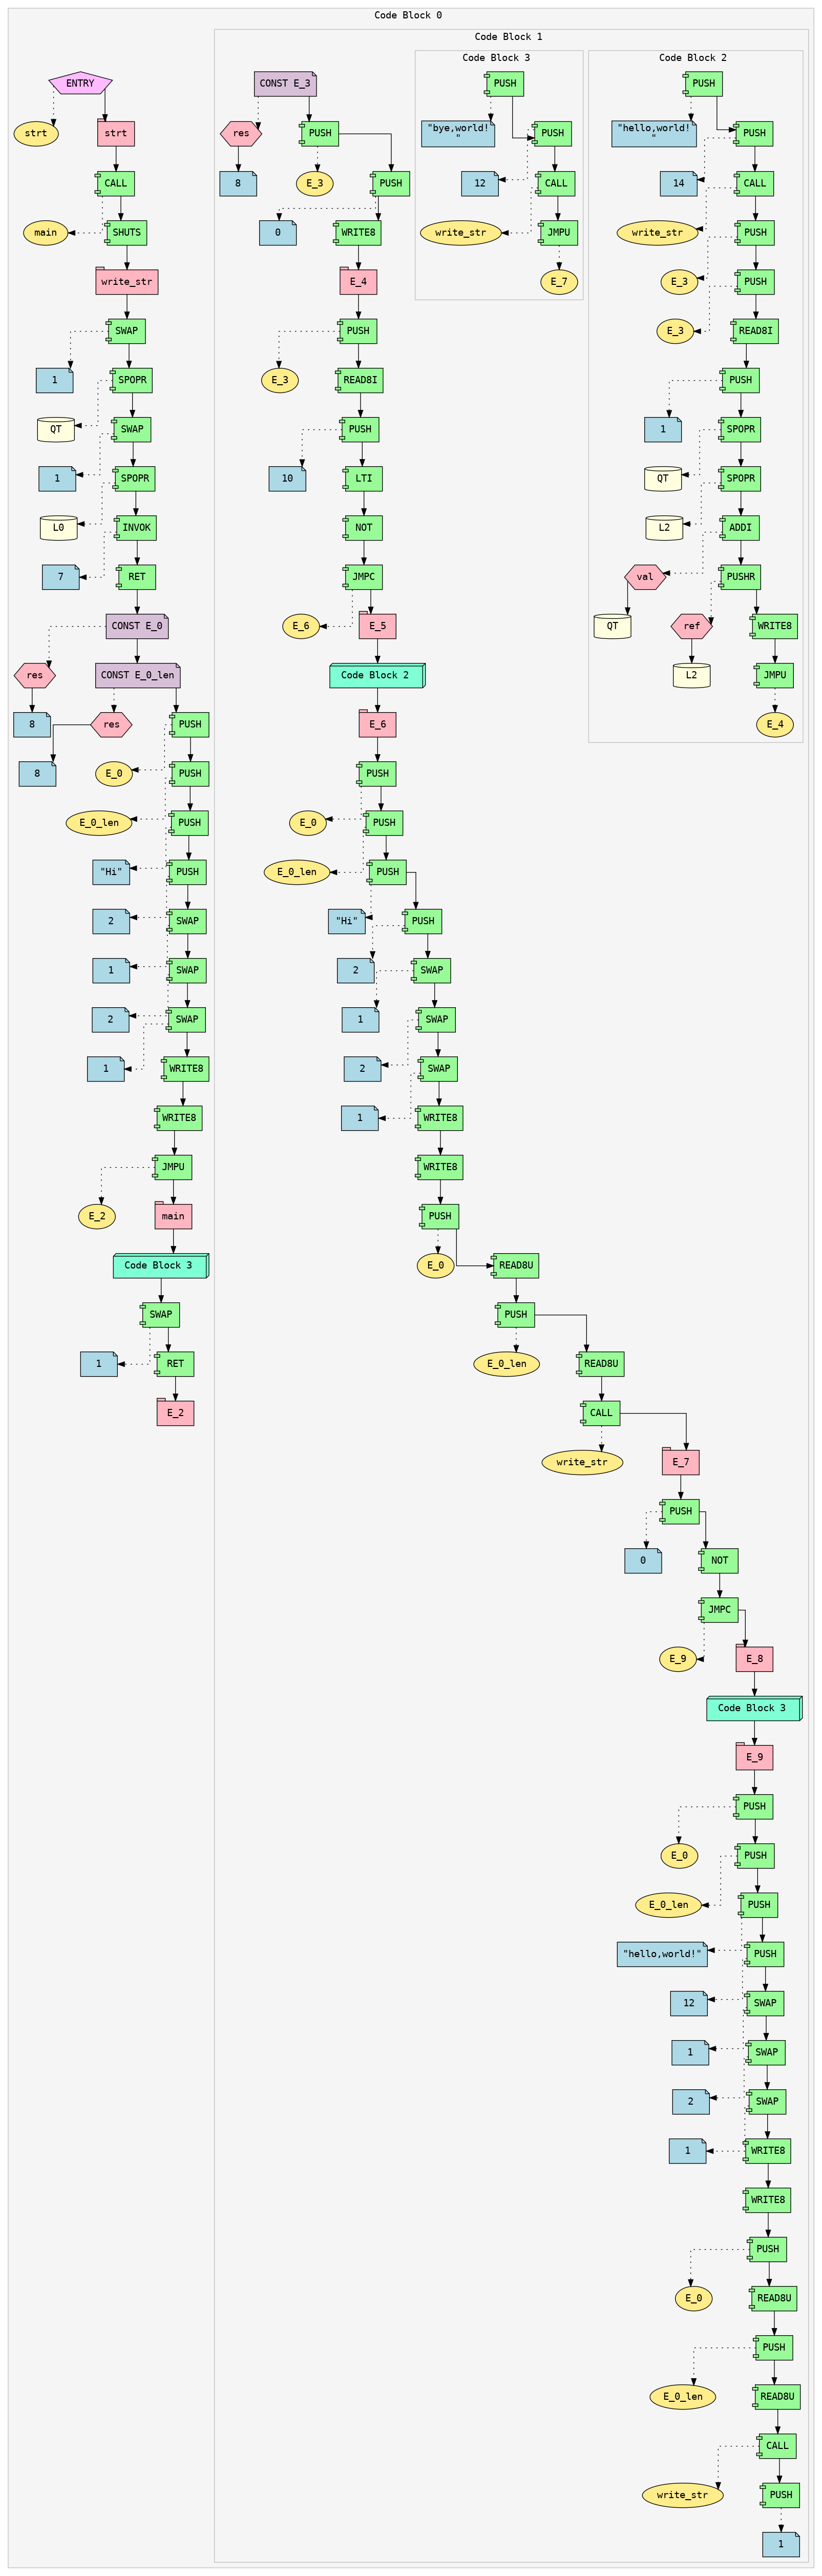 Code Block 0
ENTRY
strt
strt
CALL
main
SHUTS
write_str
SWAP
1
SPOPR
QT
SWAP
1
SPOPR
L0
INVOK
7
RET
CONST E_0
res
CONST E_0_len
8
res
PUSH
8
E_0
PUSH
E_0_len
PUSH
"Hi"
PUSH
2
SWAP
1
SWAP
2
SWAP
1
WRITE8
WRITE8
JMPU
E_2
main
Code Block 3
SWAP
1
RET
E_2
Code Block 1
CONST E_3
res
PUSH
8
E_3
PUSH
0
WRITE8
E_4
PUSH
E_3
READ8I
PUSH
10
LTI
NOT
JMPC
E_6
E_5
Code Block 2
E_6
PUSH
E_0
PUSH
E_0_len
PUSH
"Hi"
PUSH
2
SWAP
1
SWAP
2
SWAP
1
WRITE8
WRITE8
PUSH
E_0
READ8U
PUSH
E_0_len
READ8U
CALL
write_str
E_7
PUSH
0
NOT
JMPC
E_9
E_8
Code Block 3
E_9
PUSH
E_0
PUSH
E_0_len
PUSH
"hello,world!"
PUSH
12
SWAP
1
SWAP
2
SWAP
1
WRITE8
WRITE8
PUSH
E_0
READ8U
PUSH
E_0_len
READ8U
CALL
write_str
PUSH
1
Code Block 3
PUSH
"bye,world!
"
PUSH
12
CALL
write_str
JMPU
E_7
Code Block 2
PUSH
"hello,world!
"
PUSH
14
CALL
write_str
PUSH
E_3
PUSH
E_3
READ8I
PUSH
1
SPOPR
QT
SPOPR
L2
ADDI
val
PUSHR
QT
ref
WRITE8
L2
JMPU
E_4